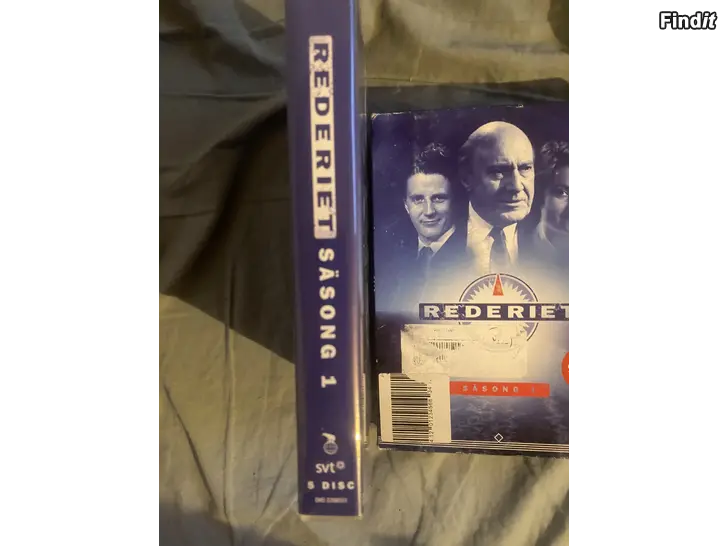 Findit
REDERIET SÄSONG 1
svt
5 DISC
REDERIET
SÄSONG 1